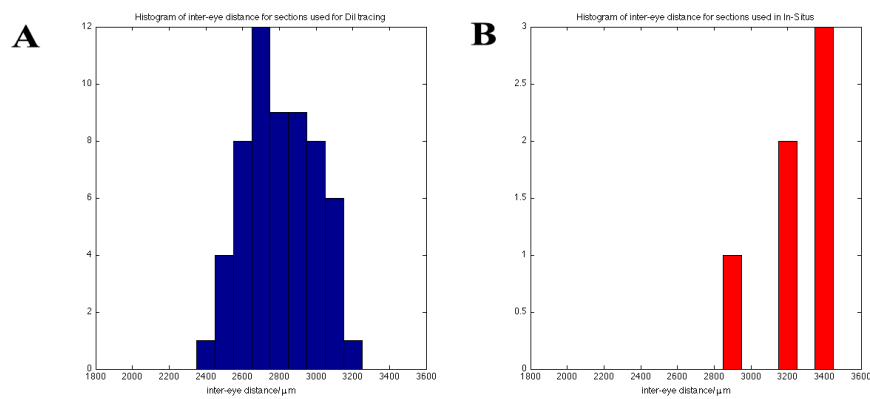 A
Histogram of inter-eye distance for sections used for DiI tracing
12
10
8
6
4
2
0
1800 2000 2200 2400 2600 2800 3000 3200 3400 3600
inter-eye distance/μm
B
Histogram of inter-eye distance for sections used in In-Situs
3
2.5
2
1.5
1
0.5
0
1800 2000 2200 2400 2600 2800 3000 3200 3400 3600
inter-eye distance/μm